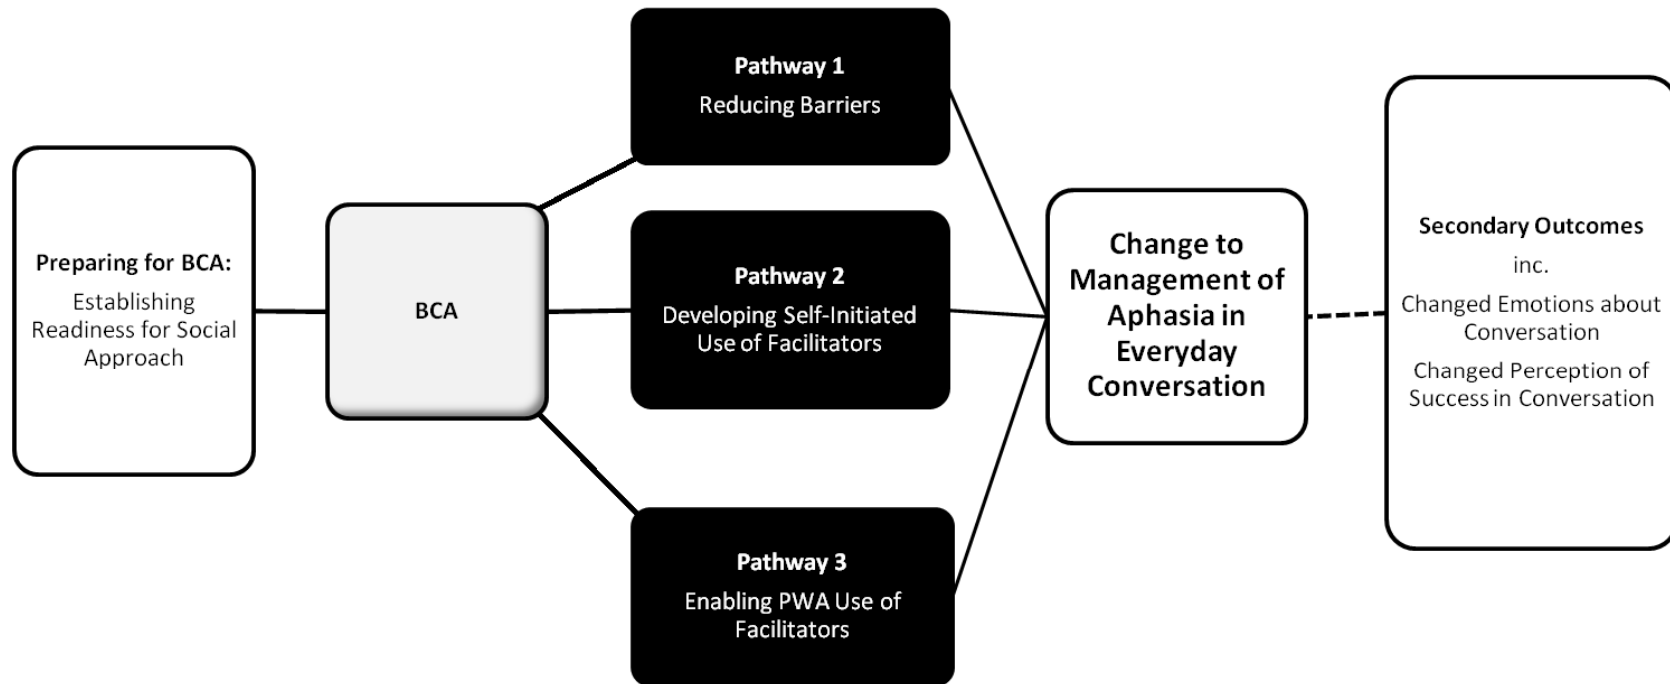 Preparing for BCA:
Establishing
Readiness for Social
Approach
BCA
Pathway 1
Reducing Barriers
Pathway 2
Developing Self-Initiated
Use of Facilitators
Pathway 3
Enabling PWA Use of
Facilitators
Change to
Management of
Aphasia in
Everyday
Conversation
Secondary Outcomes
inc.
Changed Emotions about
Conversation
Changed Perception of
Success in Conversation